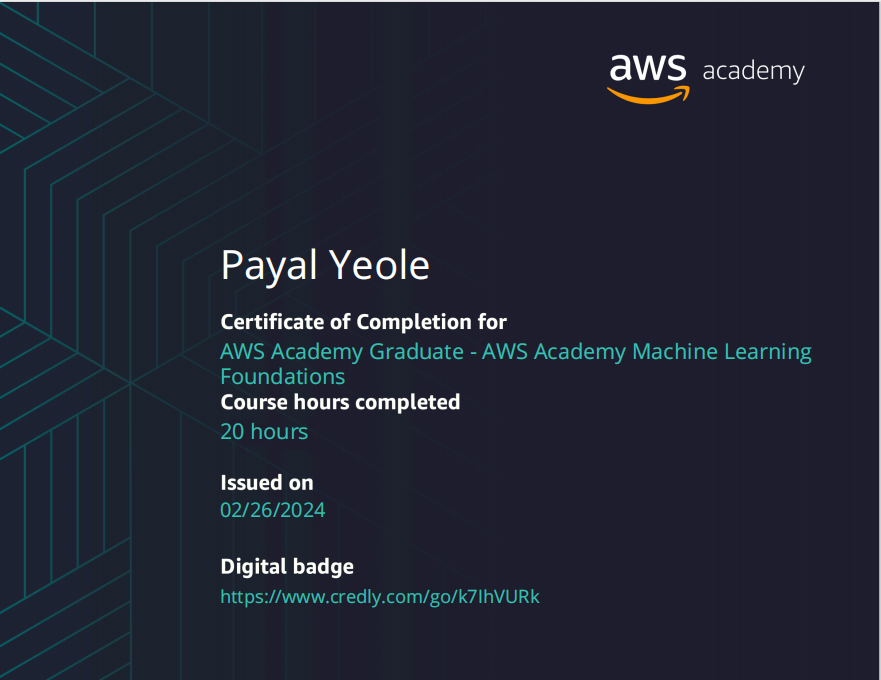 aws academy
Payal Yeole
Certificate of Completion for
AWS Academy Graduate - AWS Academy Machine Learning
Foundations
Course hours completed
20 hours
Issued on
02/26/2024
Digital badge
https://www.credly.com/go/k7IhVURk